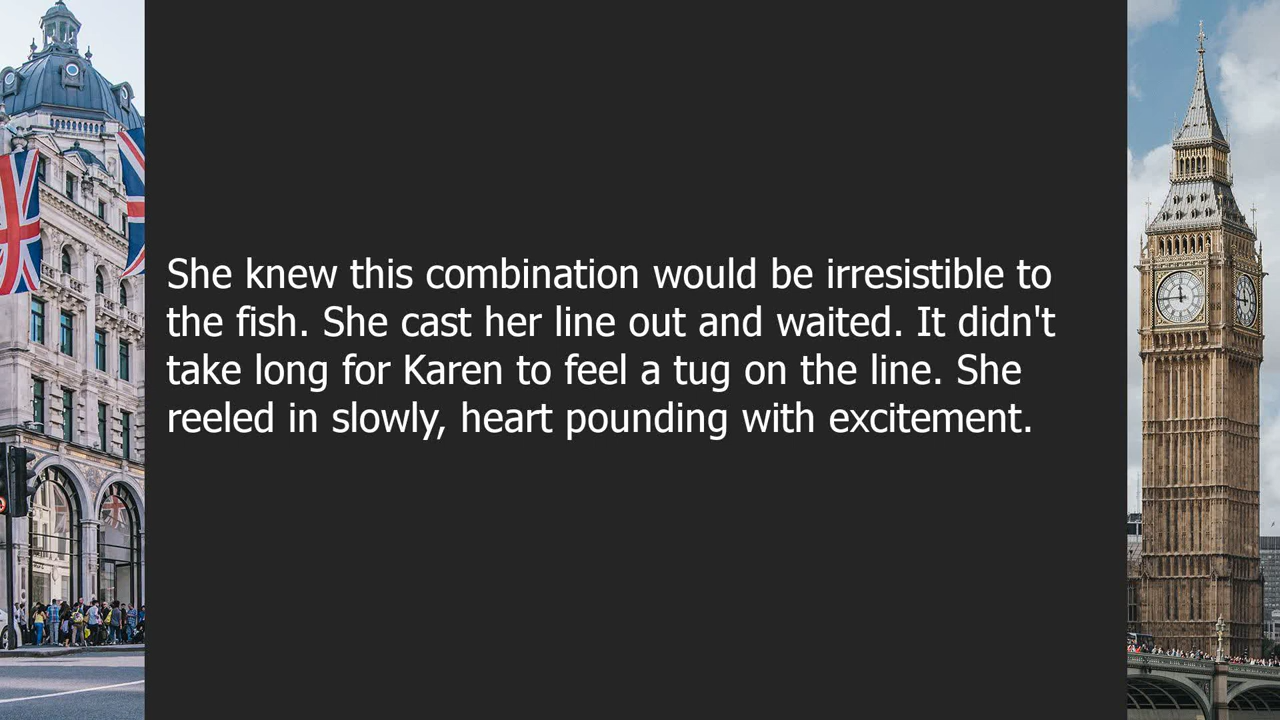 She knew this combination would be irresistible to
the fish. She cast her line out and waited. It didn't
take long for Karen to feel a tug on the line. She
reeled in slowly, heart pounding with excitement.